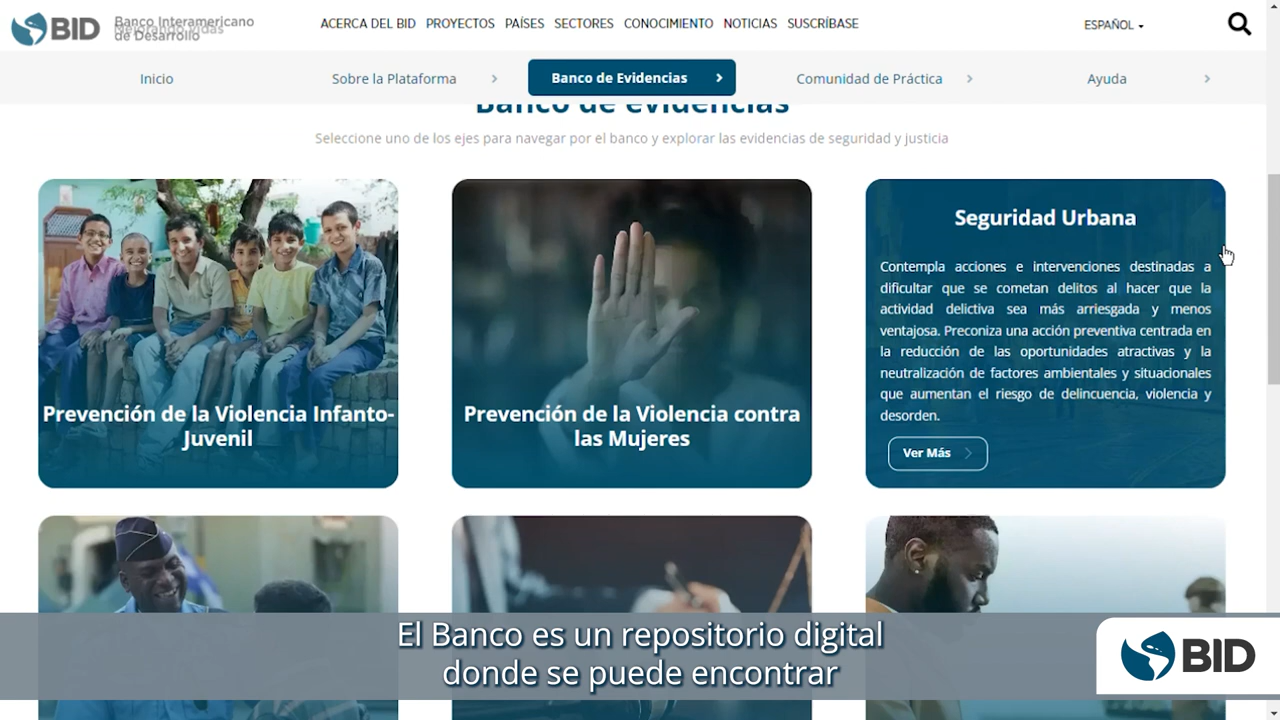 BID
Banco Interamericano
de Desarrollo
ACERCA DEL BID PROYECTOS PAÍSES SECTORES CONOCIMIENTO NOTICIAS SUSCRÍBASE
ESPAÑOL
Inicio
Sobre la Plataforma
Banco de Evidencias
Comunidad de Práctica
Ayuda
Banco de evidencias
Seleccione uno de los ejes para navegar por el banco y explorar las evidencias de seguridad y justicia
Prevención de la Violencia Infanto-
Juvenil
Prevención de la Violencia contra
las Mujeres
Seguridad Urbana
Contempla acciones e intervenciones destinadas a
dificultar que se cometan delitos al hacer que la
actividad delictiva sea más arriesgada y menos
ventajosa. Preconiza una acción preventiva centrada en
la reducción de las oportunidades atractivas y la
neutralización de factores ambientales y situacionales
que aumentan el riesgo de delincuencia, violencia y
desorden.
Ver Más
El Banco es un repositorio digital
donde se puede encontrar
BID